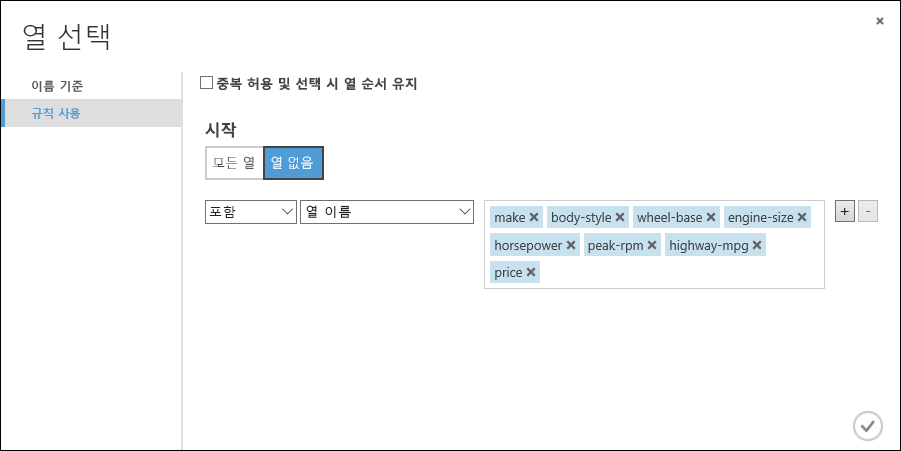 열 선택
이름 기준
규칙 사용
중복 허용 및 선택 시 열 순서 유지
시작
모든 열 열 없음
포함 열 이름
make body-style wheel-base engine-size
horsepower peak-rpm highway-mpg
price
+ -